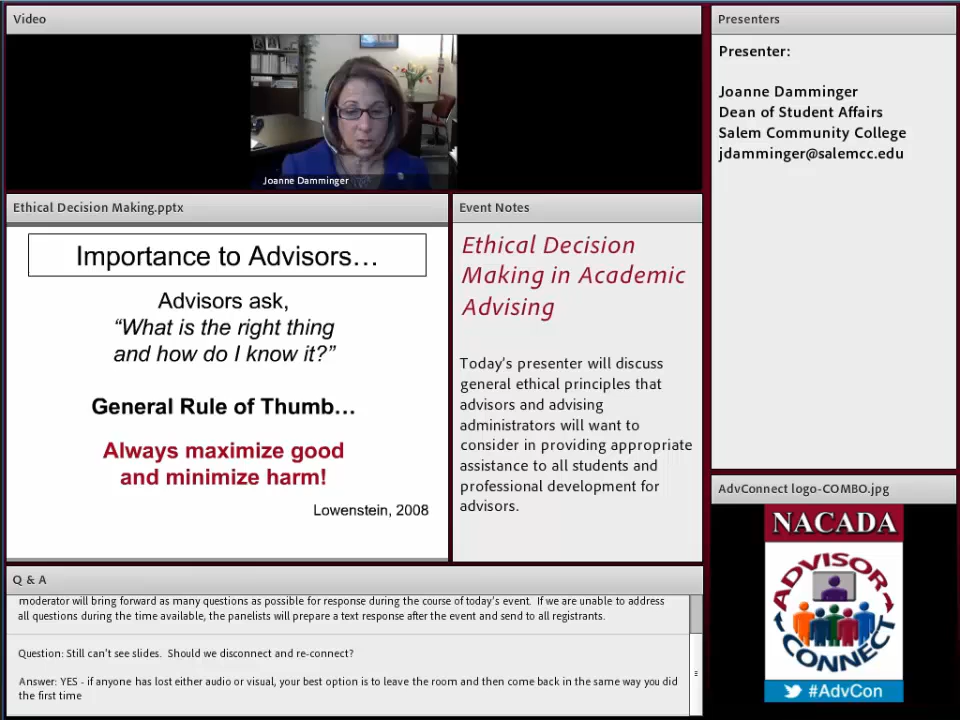 Video
Joanne Damminger
Presenters
Presenter:
Joanne Damminger
Dean of Student Affairs
Salem Community College
jdamminger@salemcc.edu
Ethical Decision Making.pptx
Importance to Advisors…
Advisors ask,
“What is the right thing
and how do I know it?”
General Rule of Thumb…
Always maximize good
and minimize harm!
Lowenstein, 2008
Event Notes
Ethical Decision
Making in Academic
Advising
Today's presenter will discuss
general ethical principles that
advisors and advising
administrators will want to
consider in providing appropriate
assistance to all students and
professional development for
advisors.
AdvConnect logo-COMBO.jpg
NACADA
ADVISOR
CONNECT
#AdvCon
Q & A
moderator will bring forward as many questions as possible for response during the course of today's event. If we are unable to address
all questions during the time available, the panelists will prepare a text response after the event and send to all registrants.
Question: Still can't see slides. Should we disconnect and re-connect?
Answer: YES - if anyone has lost either audio or visual, your best option is to leave the room and then come back in the same way you did
the first time